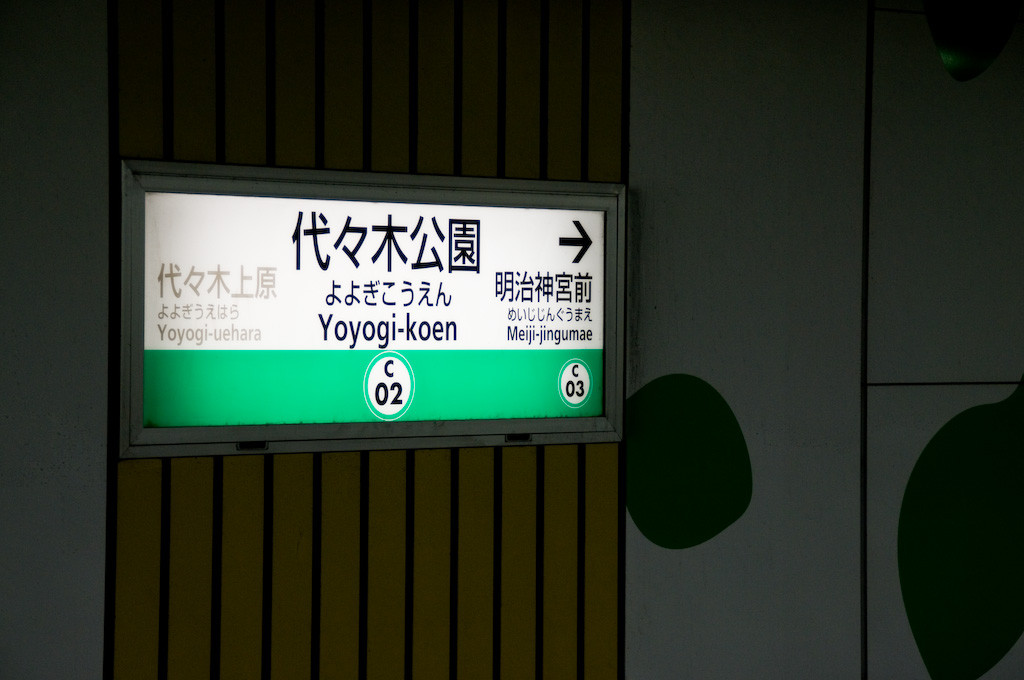 代々木公園
よよぎこうえん
Yoyogi-koen
代々木上原
よよぎうえはら
Yoyogi-uehara
→
明治神宮前
めいじじんぐうまえ
Meiji-jingumae
C
02
C
03